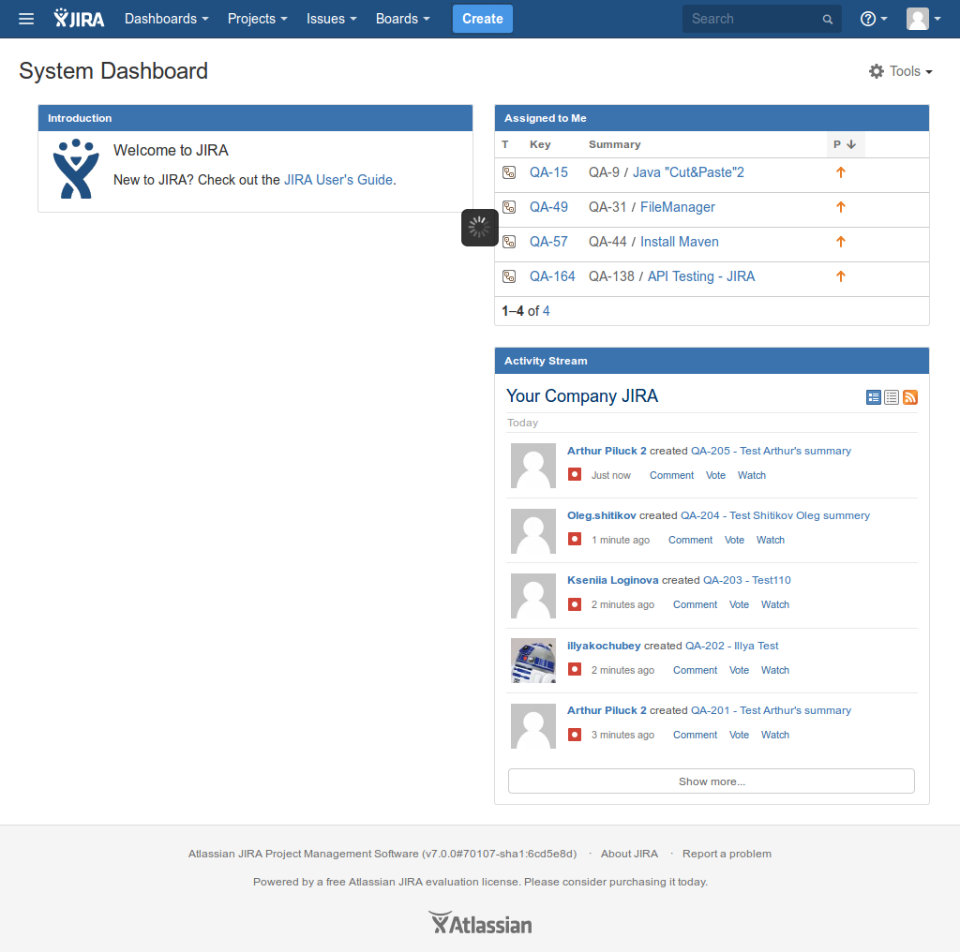 JIRA Dashboards Projects Issues Boards Create Search
System Dashboard
Tools
Introduction
Welcome to JIRA
New to JIRA? Check out the JIRA User's Guide.
Assigned to Me
T Key Summary P
QA-15 QA-9 / Java "Cut&Paste"2
QA-49 QA-31 / FileManager
QA-57 QA-44 / Install Maven
QA-164 QA-138 / API Testing - JIRA
1–4 of 4
Activity Stream
Your Company JIRA
Today
Arthur Piluck 2 created QA-205 - Test Arthur's summary
Just now Comment Vote Watch
Oleg.shitikov created QA-204 - Test Shitikov Oleg summery
1 minute ago Comment Vote Watch
Kseniia Loginova created QA-203 - Test110
2 minutes ago Comment Vote Watch
illyakochubey created QA-202 - Illya Test
2 minutes ago Comment Vote Watch
Arthur Piluck 2 created QA-201 - Test Arthur's summary
3 minutes ago Comment Vote Watch
Show more...
Atlassian JIRA Project Management Software (v7.0.0#70107-sha1:6cd5e8d) · About JIRA · Report a problem
Powered by a free Atlassian JIRA evaluation license. Please consider purchasing it today.
Atlassian